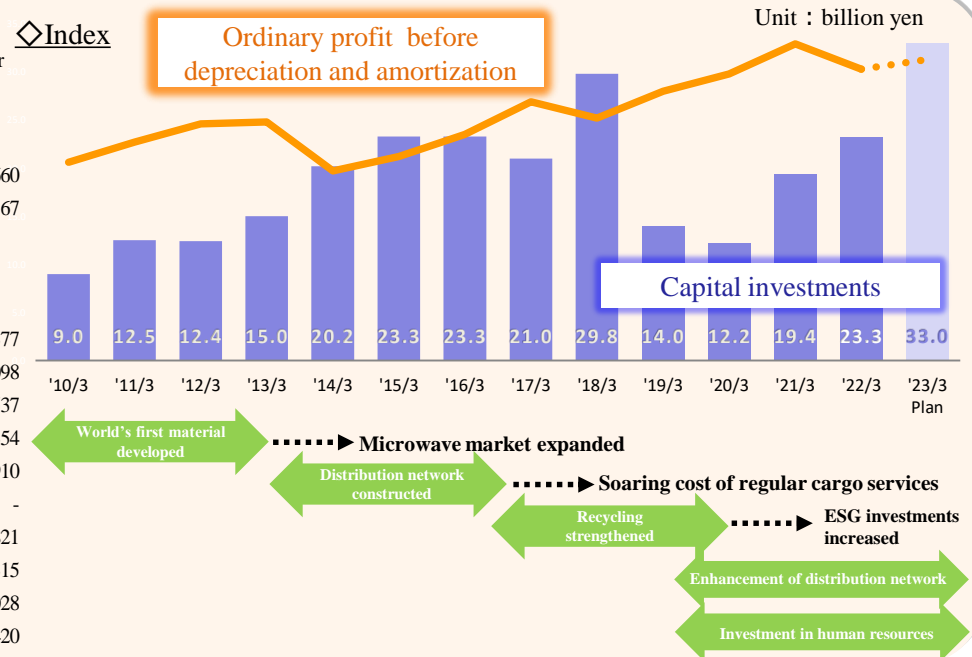 ◇Index
Unit：billion yen
Ordinary profit before
depreciation and amortization
r
60
67
77
98
37
54
10
-
21
15
28
20
Capital investments
9.0 12.5 12.4 15.0 20.2 23.3 23.3 21.0 29.8 14.0 12.2 19.4 23.3 33.0
'10/3 '11/3 '12/3 '13/3 '14/3 '15/3 '16/3 '17/3 '18/3 '19/3 '20/3 '21/3 '22/3 '23/3
Plan
World's first material
developed
Microwave market expanded
Distribution network
constructed
Soaring cost of regular cargo services
Recycling
strengthened
ESG investments
increased
Enhancement of distribution network
Investment in human resources